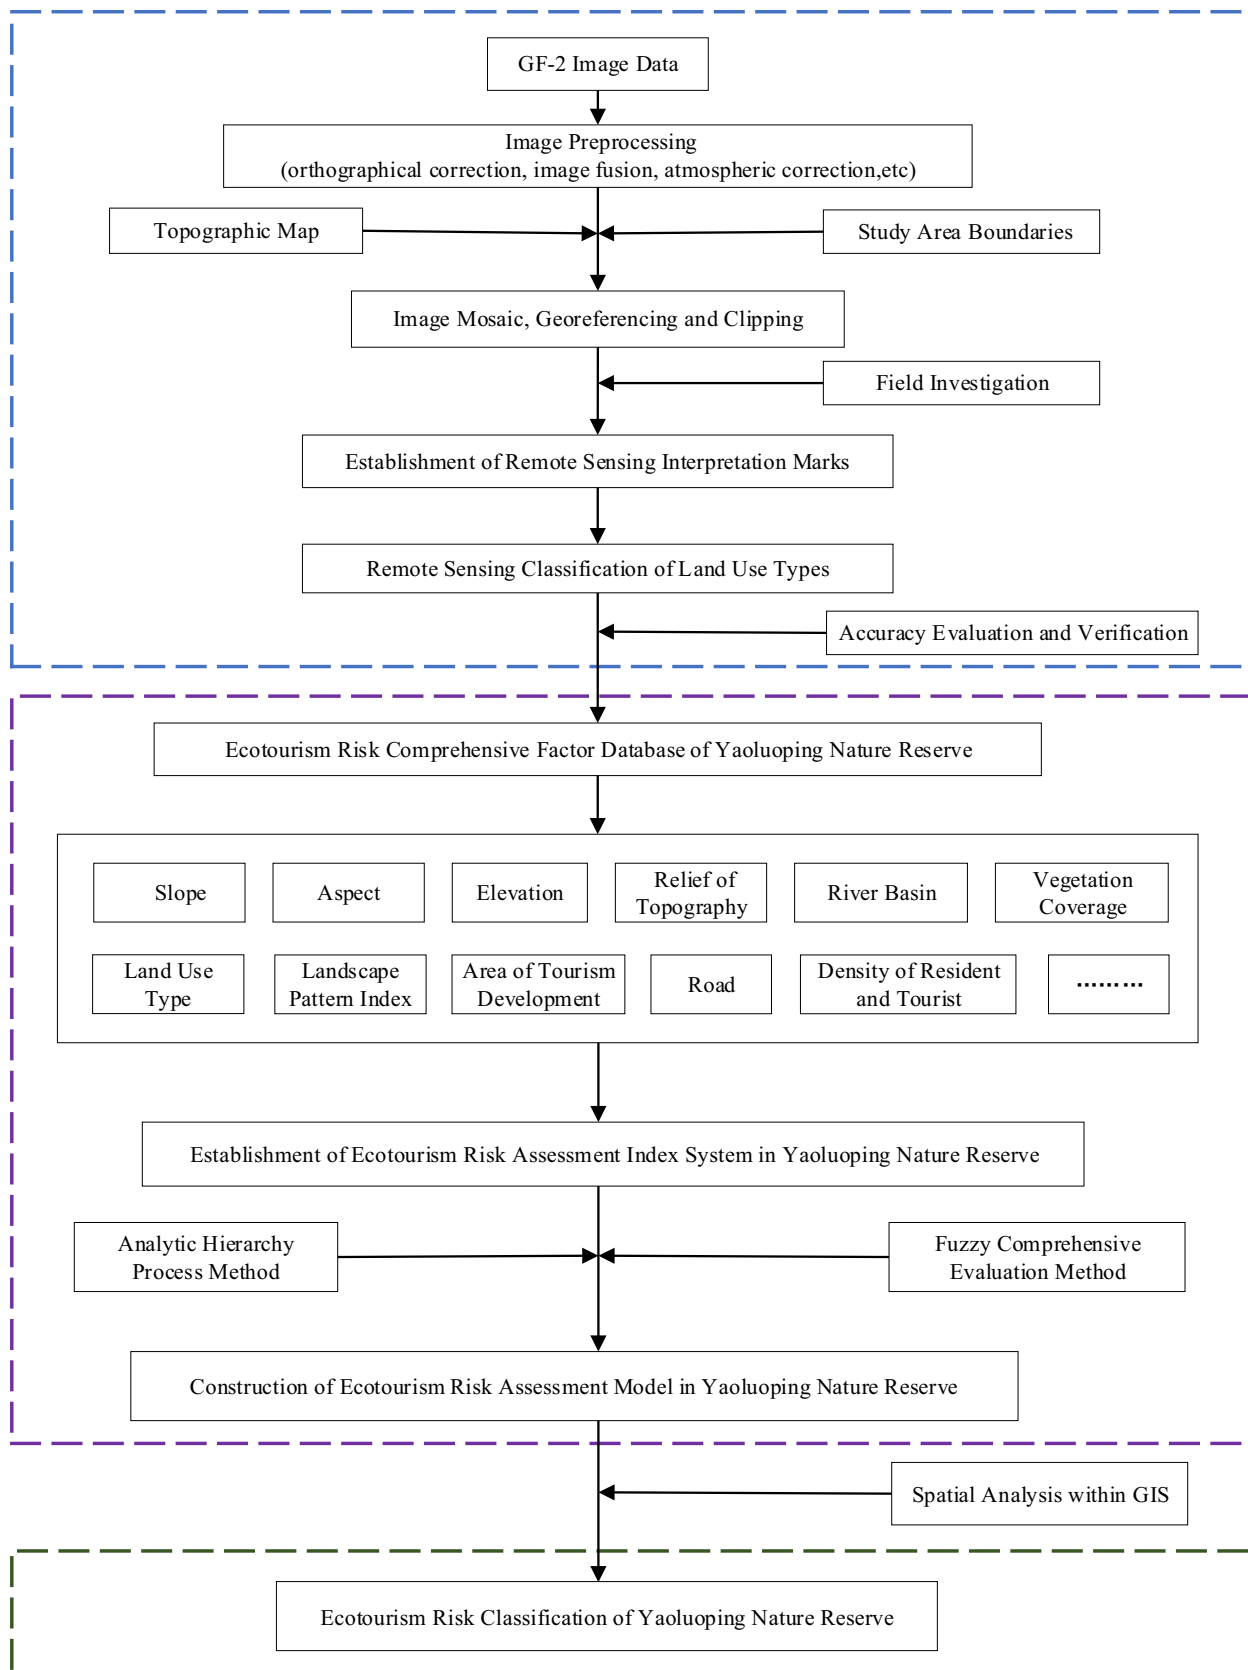 GF-2 Image Data
Image Preprocessing
(orthographical correction, image fusion, atmospheric correction,etc)
Topographic Map
Study Area Boundaries
Image Mosaic, Georeferencing and Clipping
Field Investigation
Establishment of Remote Sensing Interpretation Marks
Remote Sensing Classification of Land Use Types
Accuracy Evaluation and Verification
Ecotourism Risk Comprehensive Factor Database of Yaoluoping Nature Reserve
Slope
Aspect
Elevation
Relief of
Topography
River Basin
Vegetation
Coverage
Land Use
Type
Landscape
Pattern Index
Area of Tourism
Development
Road
Density of Resident
and Tourist
………
Establishment of Ecotourism Risk Assessment Index System in Yaoluoping Nature Reserve
Analytic Hierarchy
Process Method
Fuzzy Comprehensive
Evaluation Method
Construction of Ecotourism Risk Assessment Model in Yaoluoping Nature Reserve
Spatial Analysis within GIS
Ecotourism Risk Classification of Yaoluoping Nature Reserve